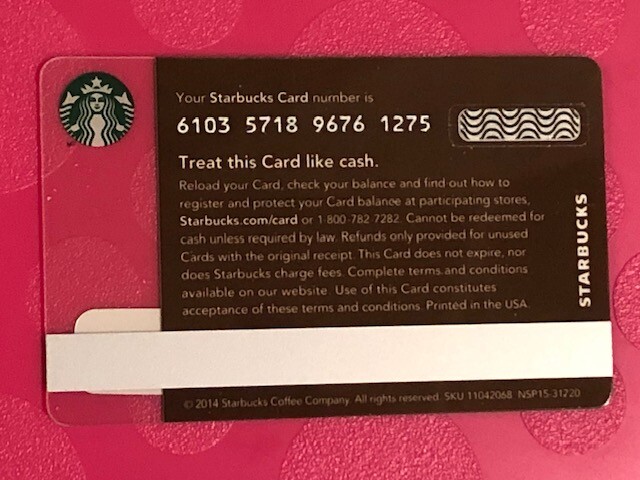 Your Starbucks Card number is
6103 5718 9676 1275
Treat this Card like cash.
Reload your Card, check your balance and find out how to
register and protect your Card balance at participating stores,
Starbucks.com/card or 1-800-782-7282. Cannot be redeemed for
cash unless required by law. Refunds only provided for unused
Cards with the original receipt. This Card does not expire, nor
does Starbucks charge fees. Complete terms and conditions
available on our website. Use of this Card constitutes
acceptance of these terms and conditions. Printed in the USA.
STARBUCKS
© 2014 Starbucks Coffee Company. All rights reserved. SKU 11042068 NSP15-31220